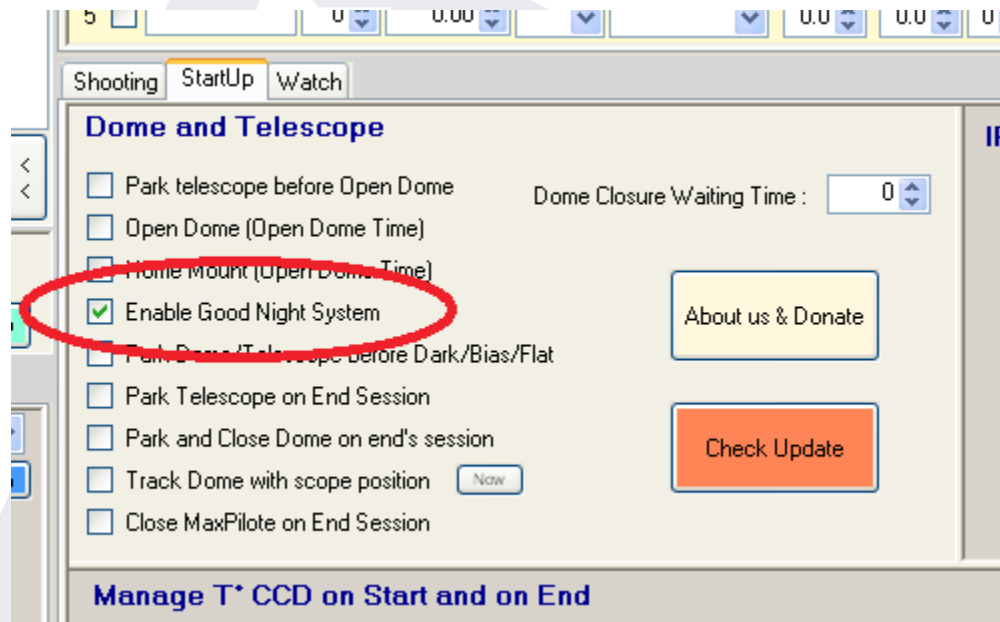 5 0 0.00 0.0 0.0 0
Shooting StartUp Watch
Dome and Telescope
Park telescope before Open Dome
Dome Closure Waiting Time : 0
Open Dome (Open Dome Time)
Home Mount (Open Dome Time)
Enable Good Night System
About us & Donate
Park Dome/Telescope before Dark/Bias/Flat
Park Telescope on End Session
Park and Close Dome on end's session
Check Update
Track Dome with scope position Now
Close MaxPilote on End Session
Manage T° CCD on Start and on End